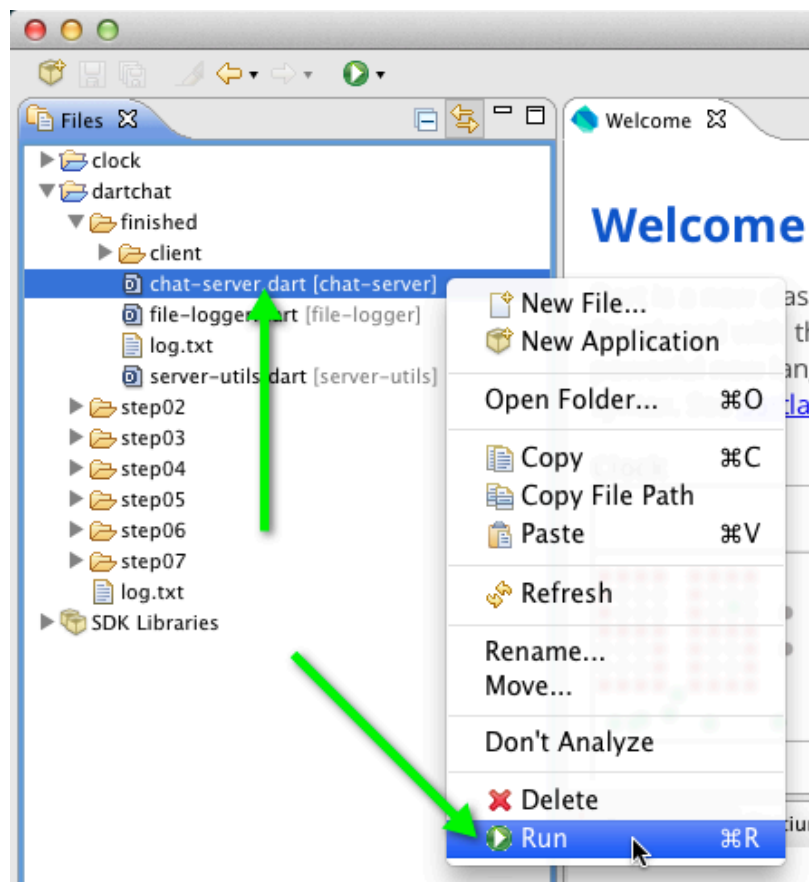 Files
Welcome
clock
dartchat
finished
client
chat-server.dart [chat-server]
file-logger.dart [file-logger]
log.txt
server-utils.dart [server-utils]
step02
step03
step04
step05
step06
step07
log.txt
SDK Libraries
Welcome
New File...
New Application
Open Folder... ⌘O
Copy ⌘C
Copy File Path
Paste ⌘V
Refresh
Rename...
Move...
Don't Analyze
Delete
Run ⌘R